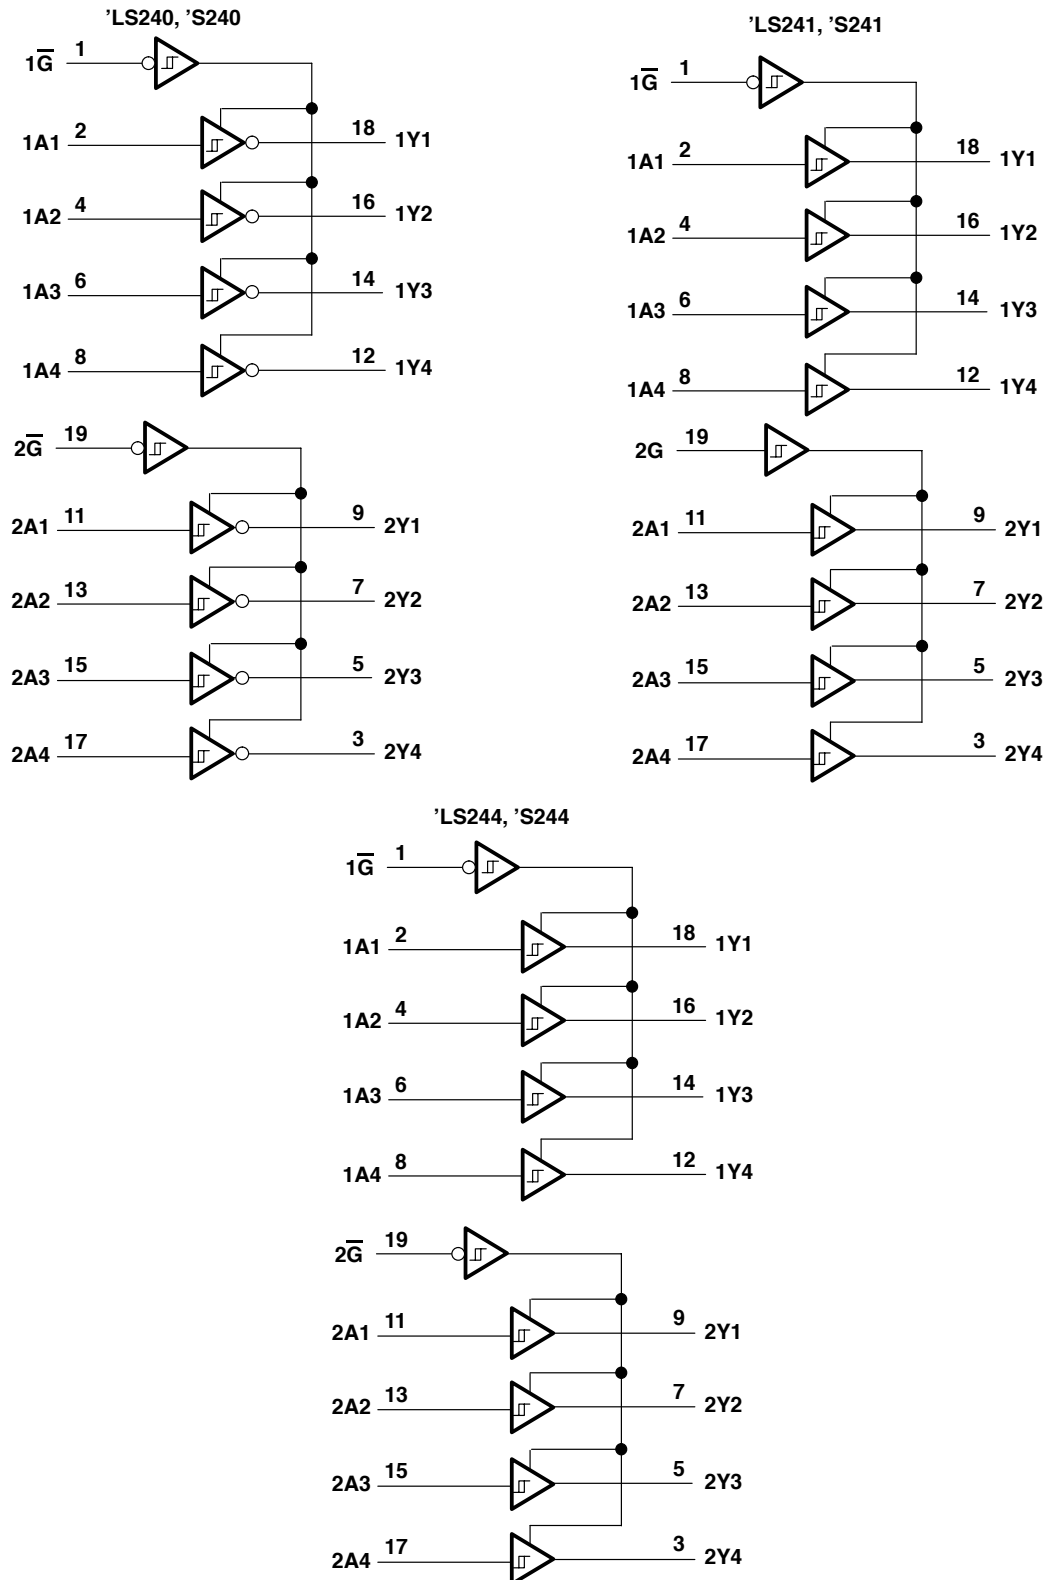 ’LS240, ’S240
1G̅ 1
1A1 2 18 1Y1
1A2 4 16 1Y2
1A3 6 14 1Y3
1A4 8 12 1Y4
2G̅ 19
2A1 11 9 2Y1
2A2 13 7 2Y2
2A3 15 5 2Y3
2A4 17 3 2Y4
’LS241, ’S241
1G̅ 1
1A1 2 18 1Y1
1A2 4 16 1Y2
1A3 6 14 1Y3
1A4 8 12 1Y4
2G 19
2A1 11 9 2Y1
2A2 13 7 2Y2
2A3 15 5 2Y3
2A4 17 3 2Y4
’LS244, ’S244
1G̅ 1
1A1 2 18 1Y1
1A2 4 16 1Y2
1A3 6 14 1Y3
1A4 8 12 1Y4
2G̅ 19
2A1 11 9 2Y1
2A2 13 7 2Y2
2A3 15 5 2Y3
2A4 17 3 2Y4